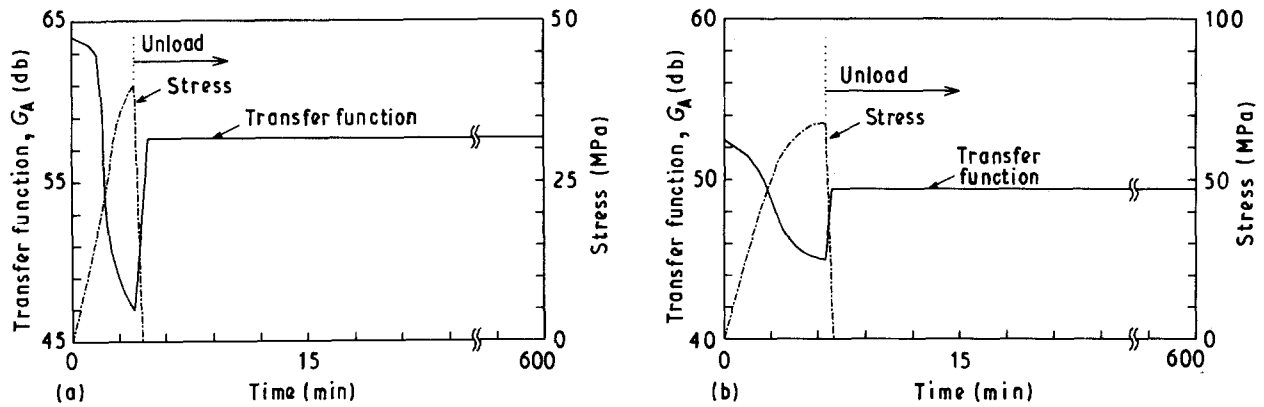 65
55
45
Transfer function, G_A (db)
Unload
Stress
Transfer function
50
25
0
Stress (MPa)
0
15
600
(a)
Time (min)
60
50
40
Transfer function, G_A (db)
Unload
Stress
Transfer
function
100
50
0
Stress (MPa)
0
15
600
(b)
Time (min)